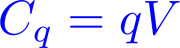 C_q = qV